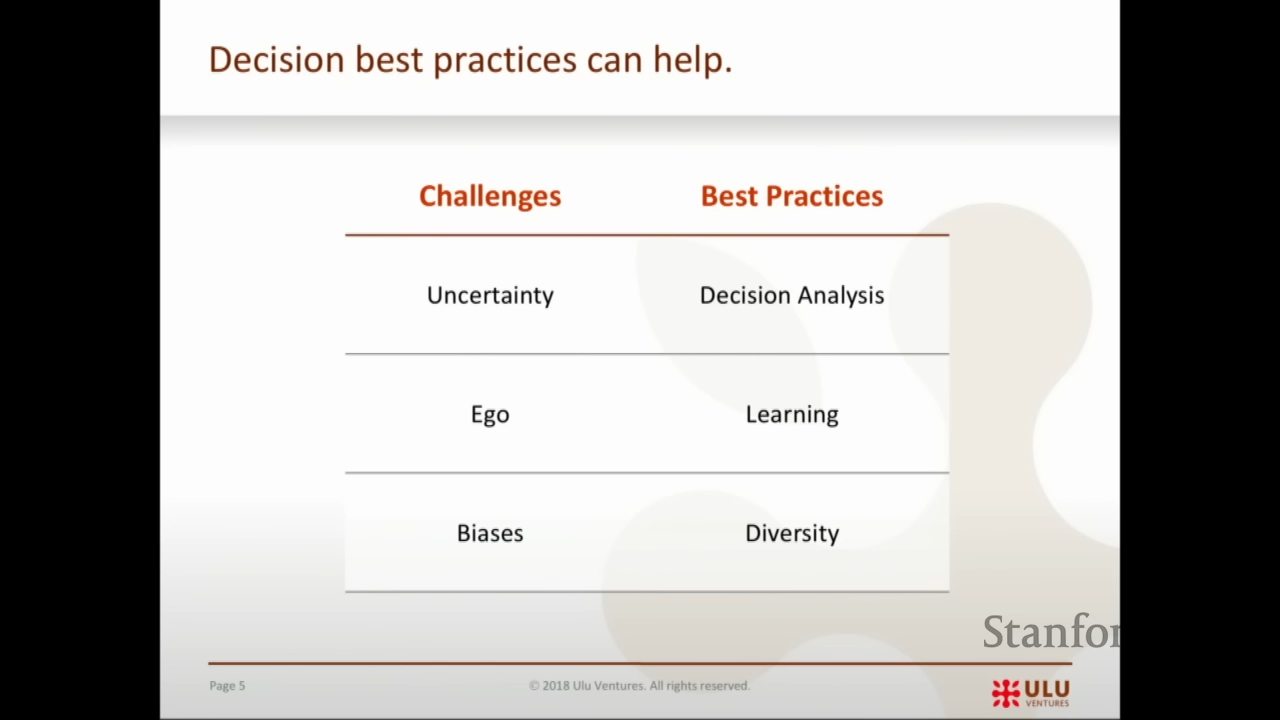 Decision best practices can help.
Challenges Best Practices
Uncertainty Decision Analysis
Ego Learning
Biases Diversity
Stanfor
Page 5 © 2018 Ulu Ventures. All rights reserved. ULU
VENTURES